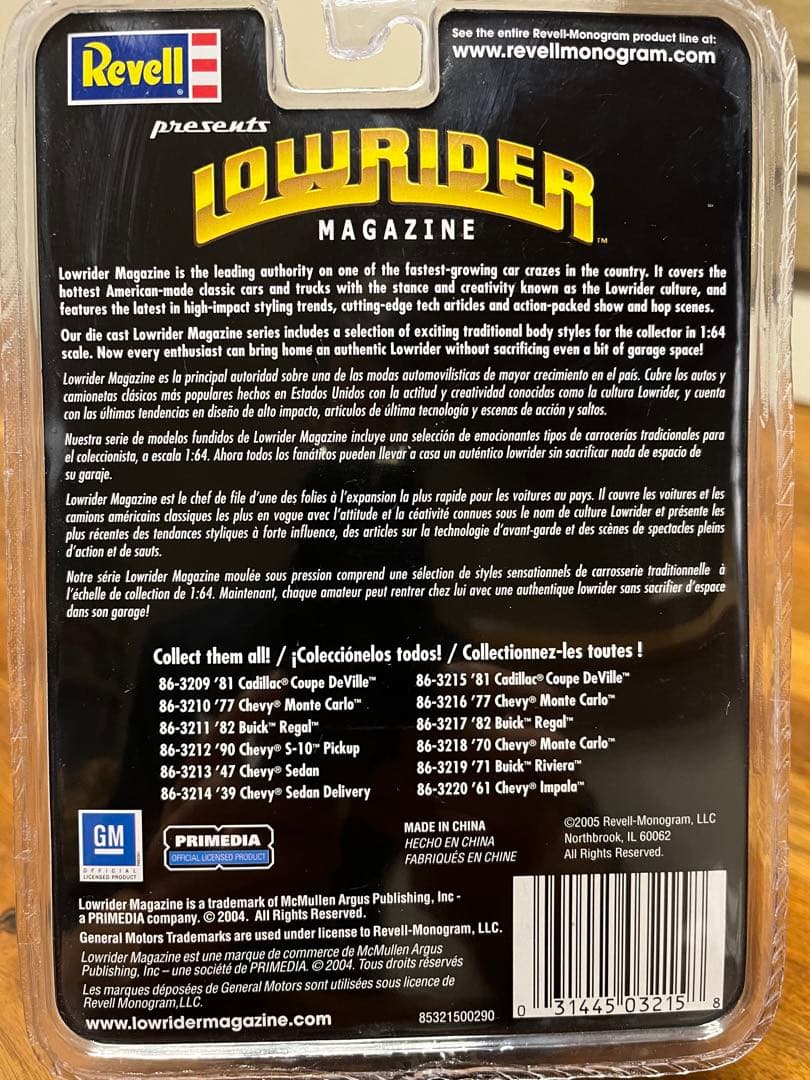 Revell®
See the entire Revell-Monogram product line at:
www.revellmonogram.com
presents
LOWRIDER™
MAGAZINE
Lowrider Magazine is the leading authority on one of the fastest-growing car crazes in the country. It covers the
hottest American-made classic cars and trucks with the stance and creativity known as the Lowrider culture, and
features the latest in high-impact styling trends, cutting-edge tech articles and action-packed show and hop scenes.
Our die cast Lowrider Magazine series includes a selection of exciting traditional body styles for the collector in 1:64
scale. Now every enthusiast can bring home an authentic Lowrider without sacrificing even a bit of garage space!
Lowrider Magazine es la principal autoridad sobre una de las modas automovilísticas de mayor crecimiento en el país. Cubre los autos y
camionetas clásicos más populares hechos en Estados Unidos con la actitud y creatividad conocidas como la cultura Lowrider, y cuenta
con las últimas tendencias en diseño de alto impacto, artículos de última tecnología y escenas de acción y saltos.
Nuestra serie de modelos fundidos de Lowrider Magazine incluye una selección de emocionantes tipos de carrocerías tradicionales para
el coleccionista, a escala 1:64. Ahora todos los fanáticos pueden llevar a casa un auténtico lowrider sin sacrificar nada de espacio de
su garaje.
Lowrider Magazine est le chef de file d'une des folies à l'expansion la plus rapide pour les voitures au pays. Il couvre les voitures et les
camions américains classiques les plus en vogue avec l'attitude et la céativité connues sous le nom de culture Lowrider et présente les
plus récentes des tendances styliques à forte influence, des articles sur la technologie d'avant-garde et des scènes de spectacles pleins
d'action et de sauts.
Notre série Lowrider Magazine moulée sous pression comprend une sélection de styles sensationnels de carrosserie traditionnelle à
l'échelle de collection de 1:64. Maintenant, chaque amateur peut rentrer chez lui avec une authentique lowrider sans sacrifier d'espace
dans son garage!
Collect them all! / ¡Colecciónelos todos! / Collectionnez-les toutes !
86-3209 '81 Cadillac® Coupe DeVille™
86-3210 '77 Chevy® Monte Carlo™
86-3211 '82 Buick™ Regal™
86-3212 '90 Chevy® S-10™ Pickup
86-3213 '47 Chevy® Sedan
86-3214 '39 Chevy® Sedan Delivery
86-3215 '81 Cadillac® Coupe DeVille™
86-3216 '77 Chevy® Monte Carlo™
86-3217 '82 Buick™ Regal™
86-3218 '70 Chevy® Monte Carlo™
86-3219 '71 Buick™ Riviera™
86-3220 '61 Chevy® Impala™
GM
OFFICIAL
LICENSED PRODUCT
PRIMEDIA
OFFICIAL LICENSED PRODUCT
MADE IN CHINA
HECHO EN CHINA
FABRIQUÉS EN CHINE
©2005 Revell-Monogram, LLC
Northbrook, IL 60062
All Rights Reserved.
Lowrider Magazine is a trademark of McMullen Argus Publishing, Inc -
a PRIMEDIA company. © 2004. All Rights Reserved.
General Motors Trademarks are used under license to Revell-Monogram, LLC.
Lowrider Magazine est une marque de commerce de McMullen Argus
Publishing, Inc – une société de PRIMEDIA. © 2004. Tous droits réservés
Les marques déposées de General Motors sont utilisées sous licence de
Revell Monogram,LLC.
www.lowridermagazine.com
85321500290
0 31445 03215 8